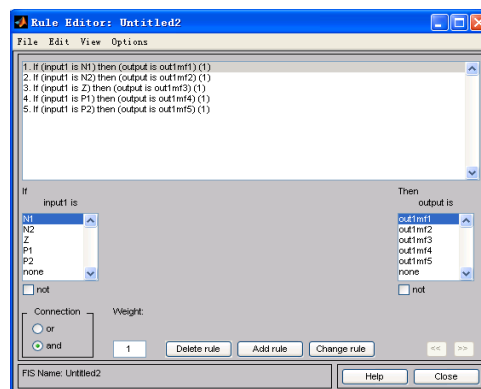 Rule Editor: Untitled2
File Edit View Options
1. If (input1 is N1) then (output is out1mf1) (1)
2. If (input1 is N2) then (output is out1mf2) (1)
3. If (input1 is Z) then (output is out1mf3) (1)
4. If (input1 is P1) then (output is out1mf4) (1)
5. If (input1 is P2) then (output is out1mf5) (1)
If
input1 is
N1
N2
Z
P1
P2
none
not
Then
output is
out1mf1
out1mf2
out1mf3
out1mf4
out1mf5
none
not
Connection
or
and
Weight:
1
Delete rule
Add rule
Change rule
<<
>>
FIS Name: Untitled2
Help
Close